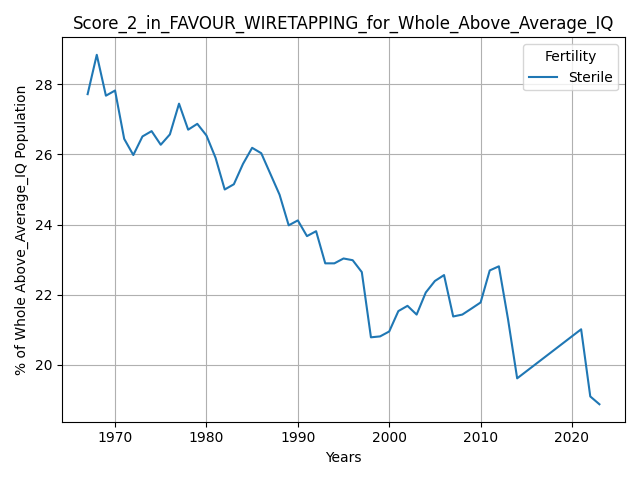 Score_2_in_FAVOUR_WIRETAPPING_for_Whole_Above_Average_IQ
Fertility
Sterile
% of Whole Above_Average_IQ Population
28
26
24
22
20
1970
1980
1990
2000
2010
2020
Years